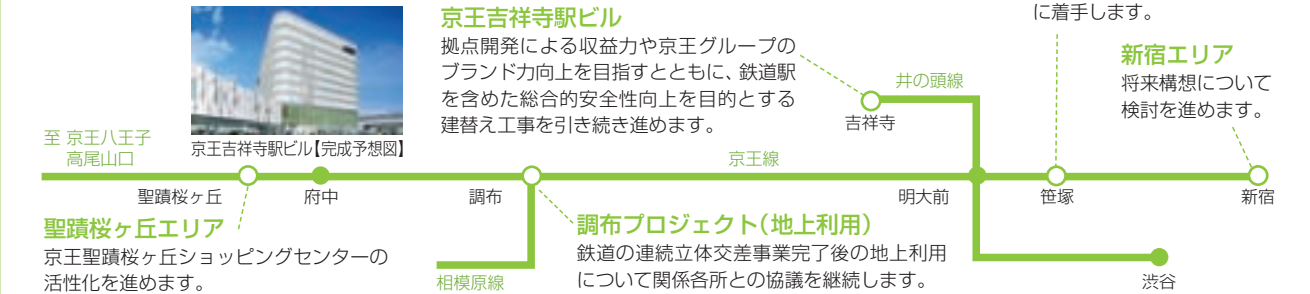 に着手します。
京王吉祥寺駅ビル
拠点開発による収益力や京王グループの
ブランド力向上を目指すとともに、鉄道駅
を含めた総合的安全性向上を目的とする
建替え工事を引き続き進めます。
新宿エリア
将来構想について
検討を進めます。
井の頭線
吉祥寺
至 京王八王子
高尾山口
京王吉祥寺駅ビル【完成予想図】
京王線
聖蹟桜ヶ丘
府中
調布
明大前
笹塚
新宿
聖蹟桜ヶ丘エリア
京王聖蹟桜ヶ丘ショッピングセンターの
活性化を進めます。
調布プロジェクト(地上利用)
鉄道の連続立体交差事業完了後の地上利用
について関係各所との協議を継続します。
相模原線
渋谷